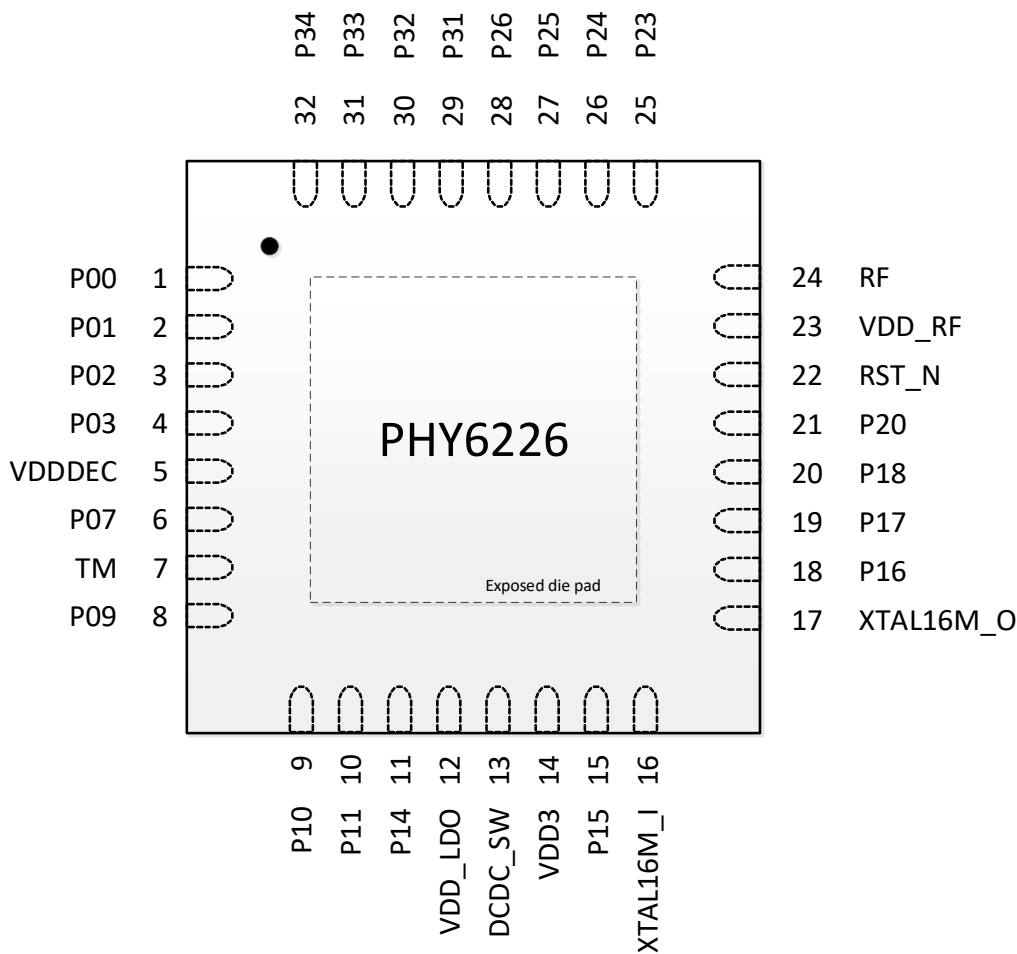 P34 P33 P32 P31 P26 P25 P24 P23
32 31 30 29 28 27 26 25
P00 1
P01 2
P02 3
P03 4
VDDDEC 5
P07 6
TM 7
P09 8
PHY6226
Exposed die pad
24 RF
23 VDD_RF
22 RST_N
21 P20
20 P18
19 P17
18 P16
17 XTAL16M_O
9 10 11 12 13 14 15 16
P10 P11 P14 VDD_LDO DCDC_SW VDD3 P15 XTAL16M_I